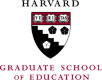 HARVARD
GRADUATE SCHOOL
OF EDUCATION